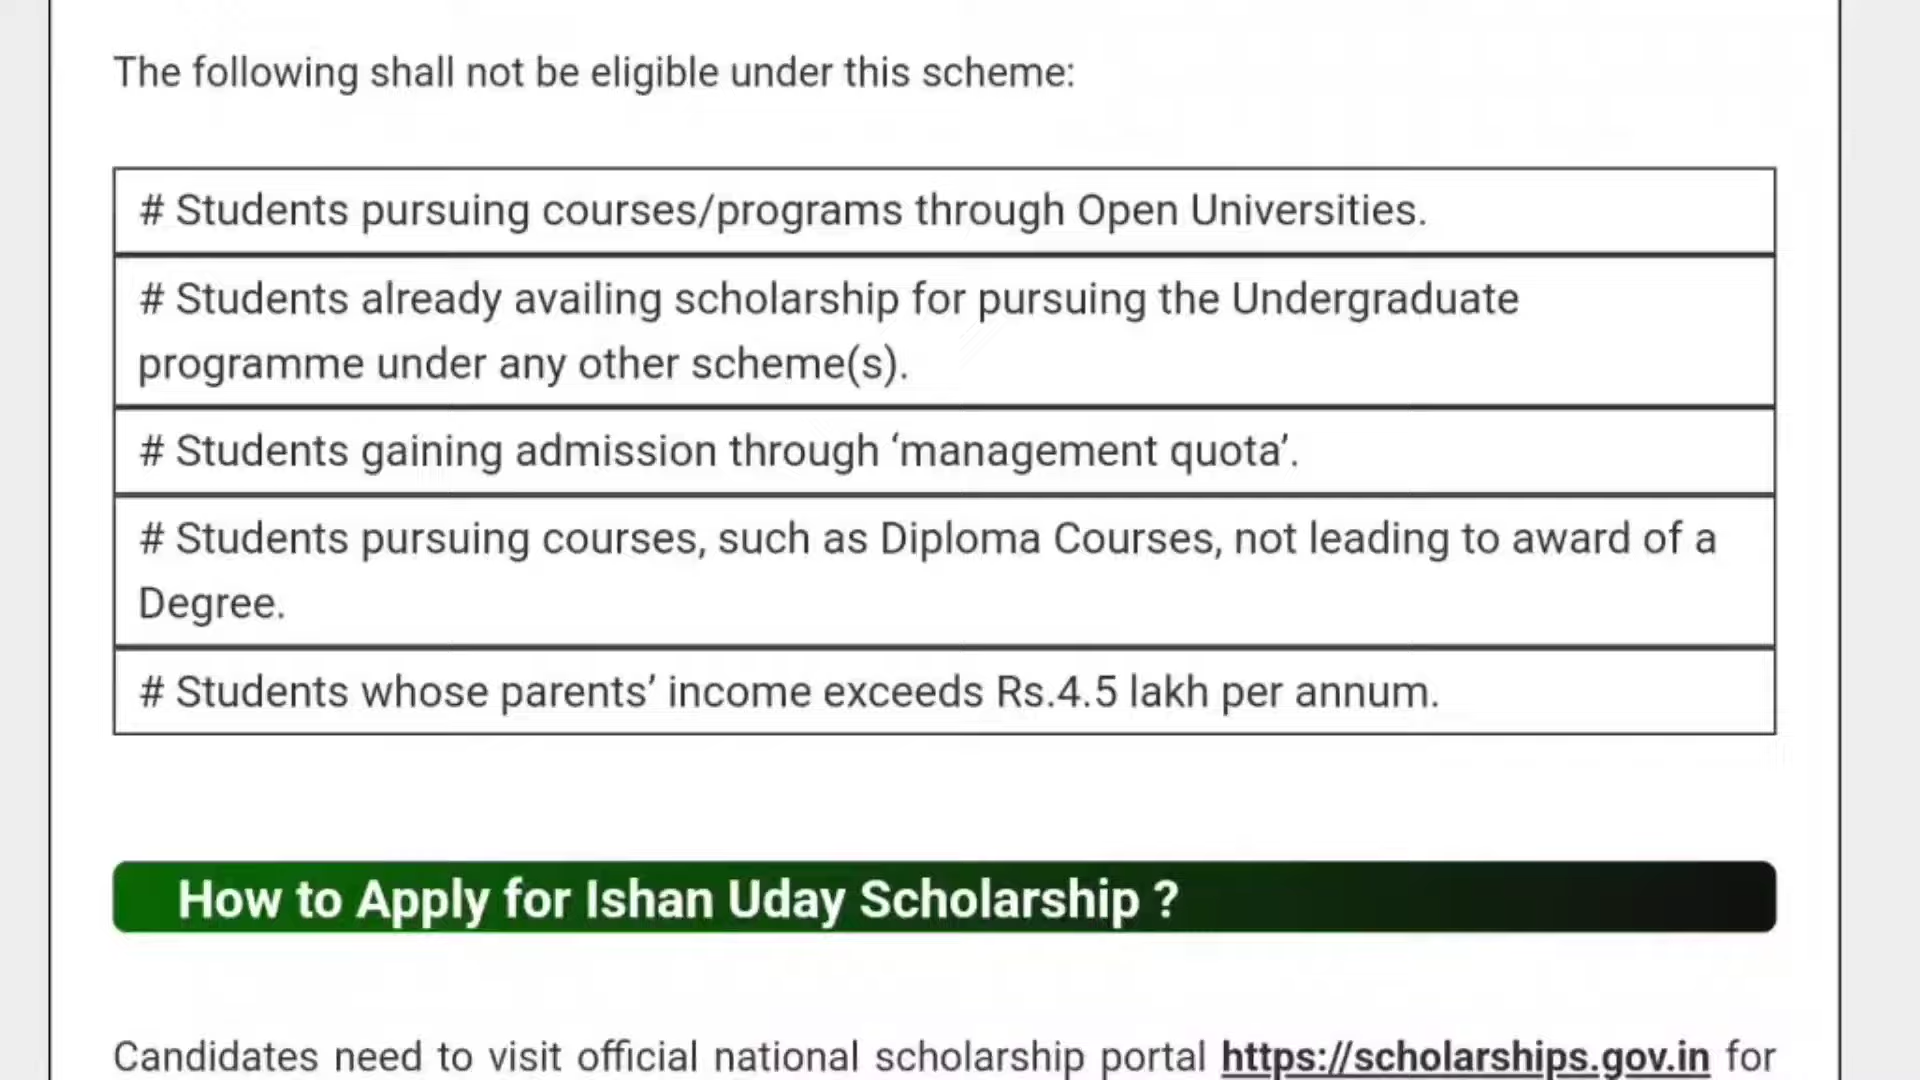 The following shall not be eligible under this scheme:
# Students pursuing courses/programs through Open Universities.
# Students already availing scholarship for pursuing the Undergraduate
programme under any other scheme(s).
# Students gaining admission through ‘management quota’.
# Students pursuing courses, such as Diploma Courses, not leading to award of a
Degree.
# Students whose parents’ income exceeds Rs.4.5 lakh per annum.
How to Apply for Ishan Uday Scholarship ?
Candidates need to visit official national scholarship portal https://scholarships.gov.in for